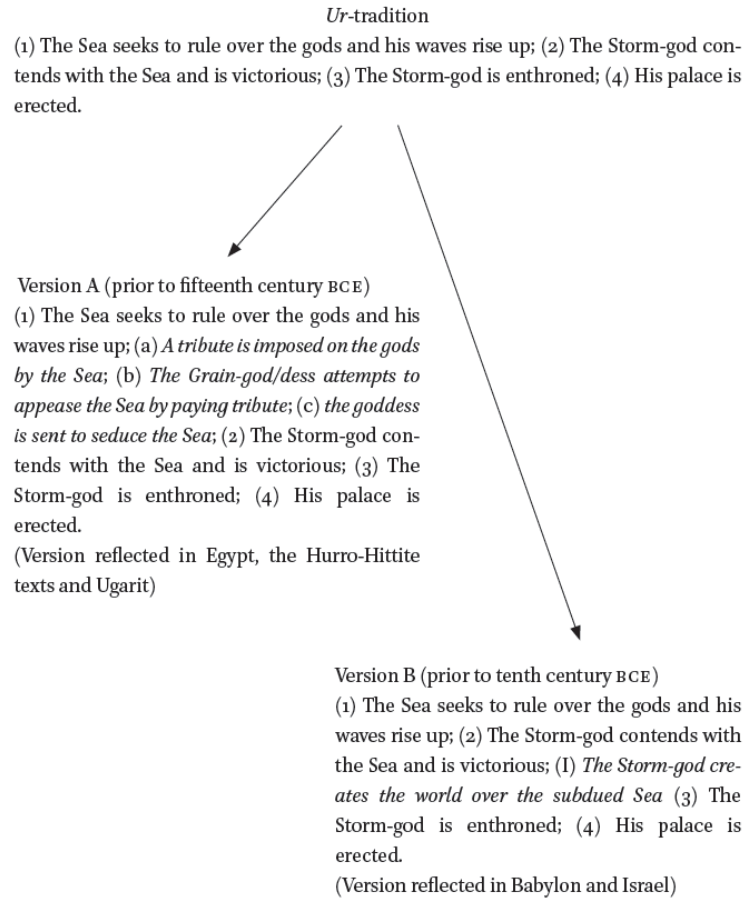 Ur-tradition
(1) The Sea seeks to rule over the gods and his waves rise up; (2) The Storm-god con-
tends with the Sea and is victorious; (3) The Storm-god is enthroned; (4) His palace is
erected.
Version A (prior to fifteenth century BCE)
(1) The Sea seeks to rule over the gods and his
waves rise up; (a) A tribute is imposed on the gods
by the Sea; (b) The Grain-god/dess attempts to
appease the Sea by paying tribute; (c) the goddess
is sent to seduce the Sea; (2) The Storm-god con-
tends with the Sea and is victorious; (3) The
Storm-god is enthroned; (4) His palace is
erected.
(Version reflected in Egypt, the Hurro-Hittite
texts and Ugarit)
Version B (prior to tenth century BCE)
(1) The Sea seeks to rule over the gods and his
waves rise up; (2) The Storm-god contends with
the Sea and is victorious; (I) The Storm-god cre-
ates the world over the subdued Sea (3) The
Storm-god is enthroned; (4) His palace is
erected.
(Version reflected in Babylon and Israel)